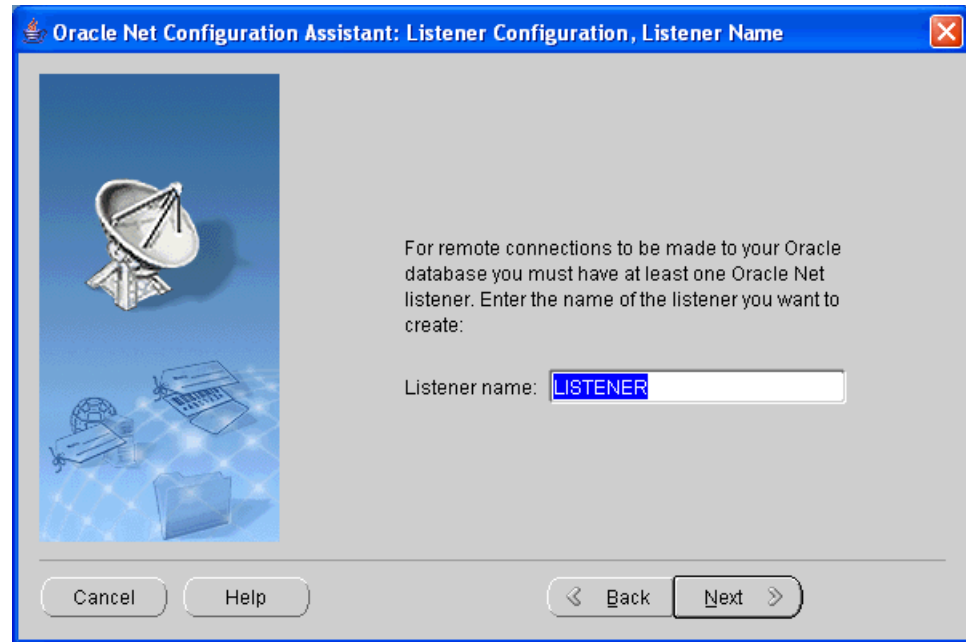 Oracle Net Configuration Assistant: Listener Configuration, Listener Name
For remote connections to be made to your Oracle
database you must have at least one Oracle Net
listener. Enter the name of the listener you want to
create:
Listener name: LISTENER
Cancel Help Back Next